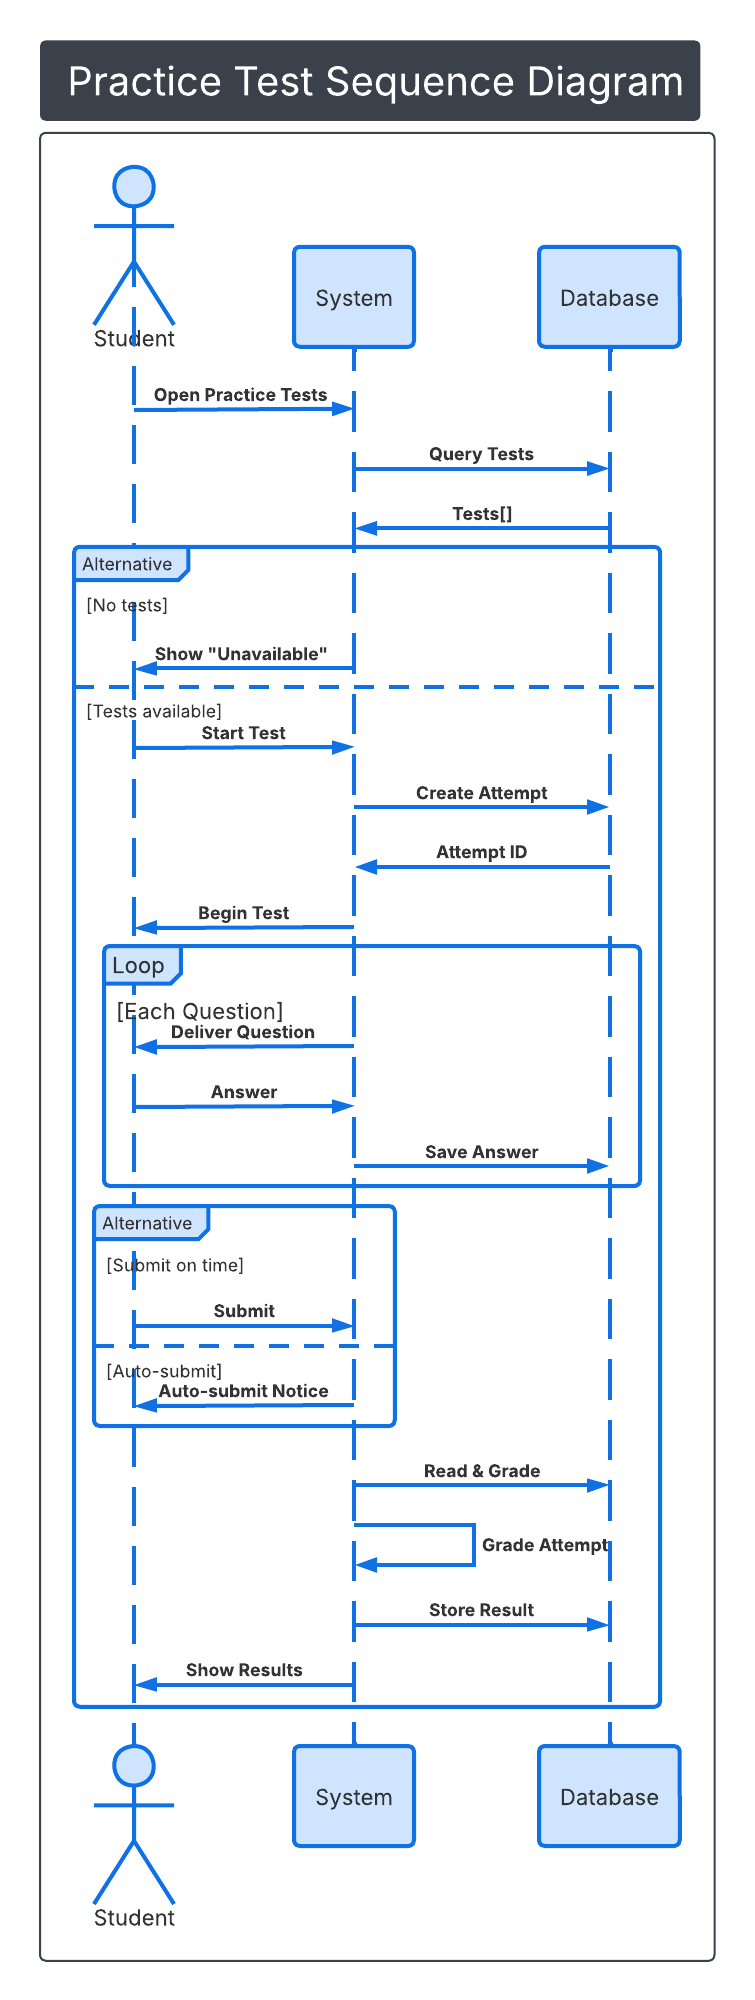 Practice Test Sequence Diagram
Student
System
Database
Open Practice Tests
Query Tests
Tests[]
Alternative
[No tests]
Show "Unavailable"
[Tests available]
Start Test
Create Attempt
Attempt ID
Begin Test
Loop
[Each Question]
Deliver Question
Answer
Save Answer
Alternative
[Submit on time]
Submit
[Auto-submit]
Auto-submit Notice
Read & Grade
Grade Attempt
Store Result
Show Results
System
Database
Student